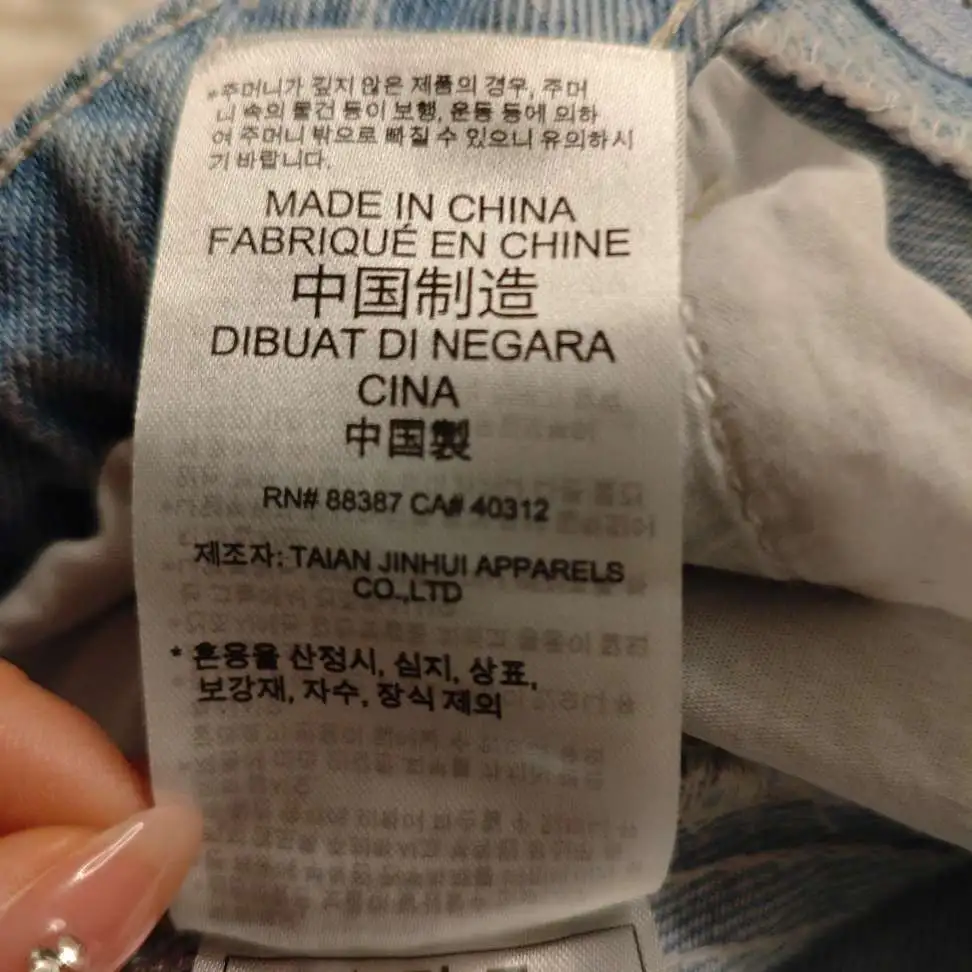 *주머니가 깊지 않은 제품의 경우, 주머
니 속의 물건 등이 보행, 운동 등에 의하
여 주머니 밖으로 빠질 수 있으니 유의하시
기 바랍니다.
MADE IN CHINA
FABRIQUÉ EN CHINE
中国制造
DIBUAT DI NEGARA
CINA
中国製
RN# 88387 CA# 40312
제조자: TAIAN JINHUI APPARELS
CO.,LTD
* 혼용율 산정시, 심지, 상표,
보강재, 자수, 장식 제외